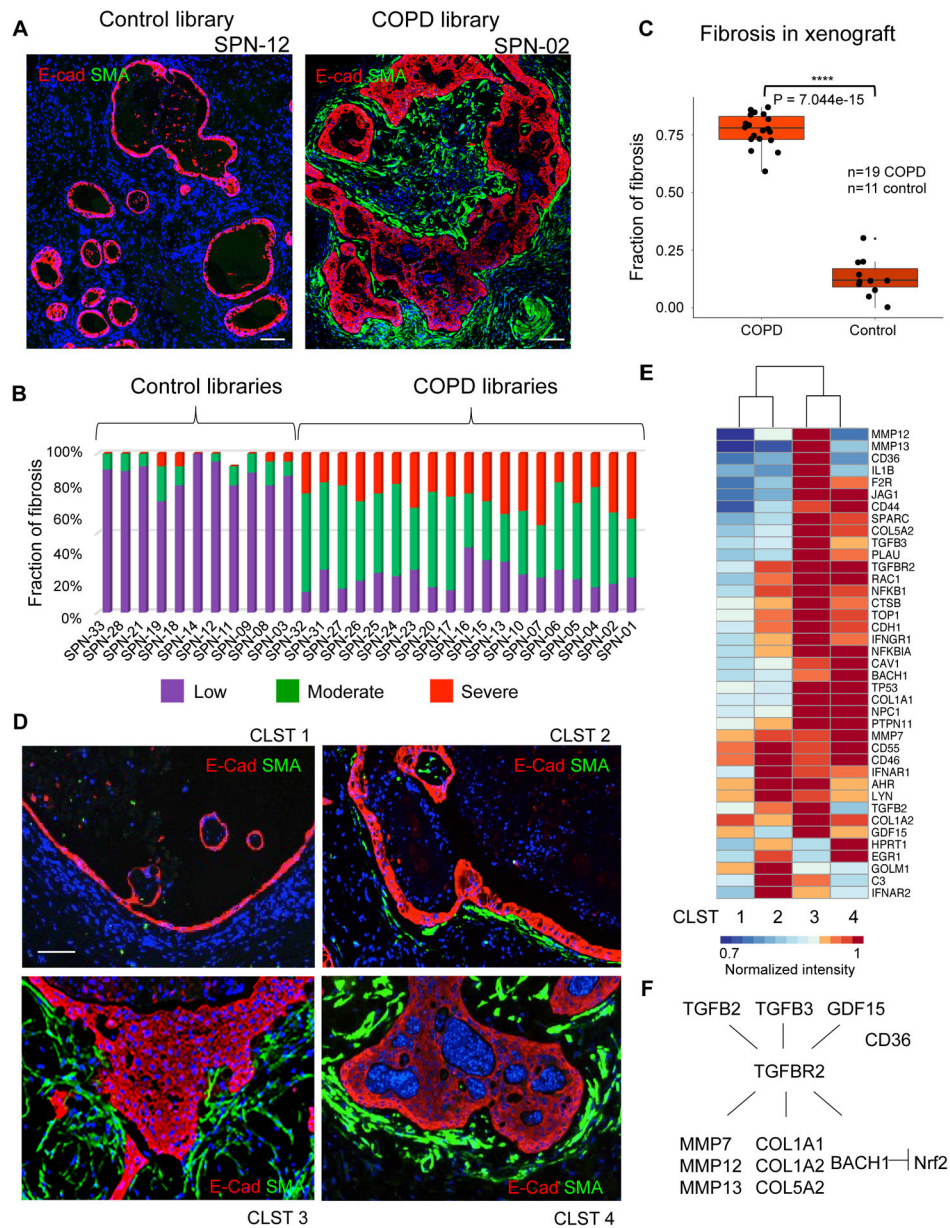 A
Control library
SPN-12
E-cad SMA
COPD library
SPN-02
E-cad SMA
C
Fibrosis in xenograft
****
P = 7.044e-15
n=19 COPD
n=11 control
Fraction of fibrosis
0.75
0.50
0.25
0.00
COPD
Control
B
Control libraries
COPD libraries
Fraction of fibrosis
100%
80%
60%
40%
20%
0%
SPN-33
SPN-28
SPN-21
SPN-19
SPN-18
SPN-14
SPN-12
SPN-11
SPN-09
SPN-08
SPN-03
SPN-32
SPN-31
SPN-27
SPN-26
SPN-25
SPN-24
SPN-23
SPN-20
SPN-17
SPN-16
SPN-15
SPN-13
SPN-10
SPN-07
SPN-06
SPN-05
SPN-04
SPN-02
SPN-01
Low
Moderate
Severe
D
CLST 1
E-Cad SMA
CLST 2
E-Cad SMA
E-Cad SMA
CLST 3
E-Cad SMA
CLST 4
E
MMP12
MMP13
CD36
IL1B
F2R
JAG1
CD44
SPARC
COL5A2
TGFB3
PLAU
TGFBR2
RAC1
NFKB1
CTSB
TOP1
CDH1
IFNGR1
NFKBIA
CAV1
BACH1
TP53
COL1A1
NPC1
PTPN11
MMP7
CD55
CD46
IFNAR1
AHR
LYN
TGFB2
COL1A2
GDF15
HPRT1
EGR1
GOLM1
C3
IFNAR2
CLST 1 2 3 4
0.7 1
Normalized intensity
F
TGFB2 TGFB3 GDF15
CD36
TGFBR2
MMP7 COL1A1
MMP12 COL1A2 BACH1 Nrf2
MMP13 COL5A2